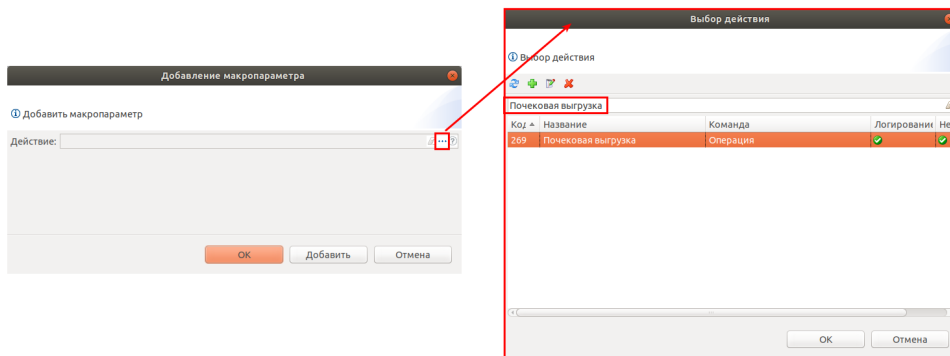 Добавление макропараметра
Добавить макропараметр
Действие:
ОК
Добавить
Отмена
Выбор действия
Выбор действия
Почековая выгрузка
Код
Название
Команда
Логирование
Не
269
Почековая выгрузка
Операция
ОК
Отмена